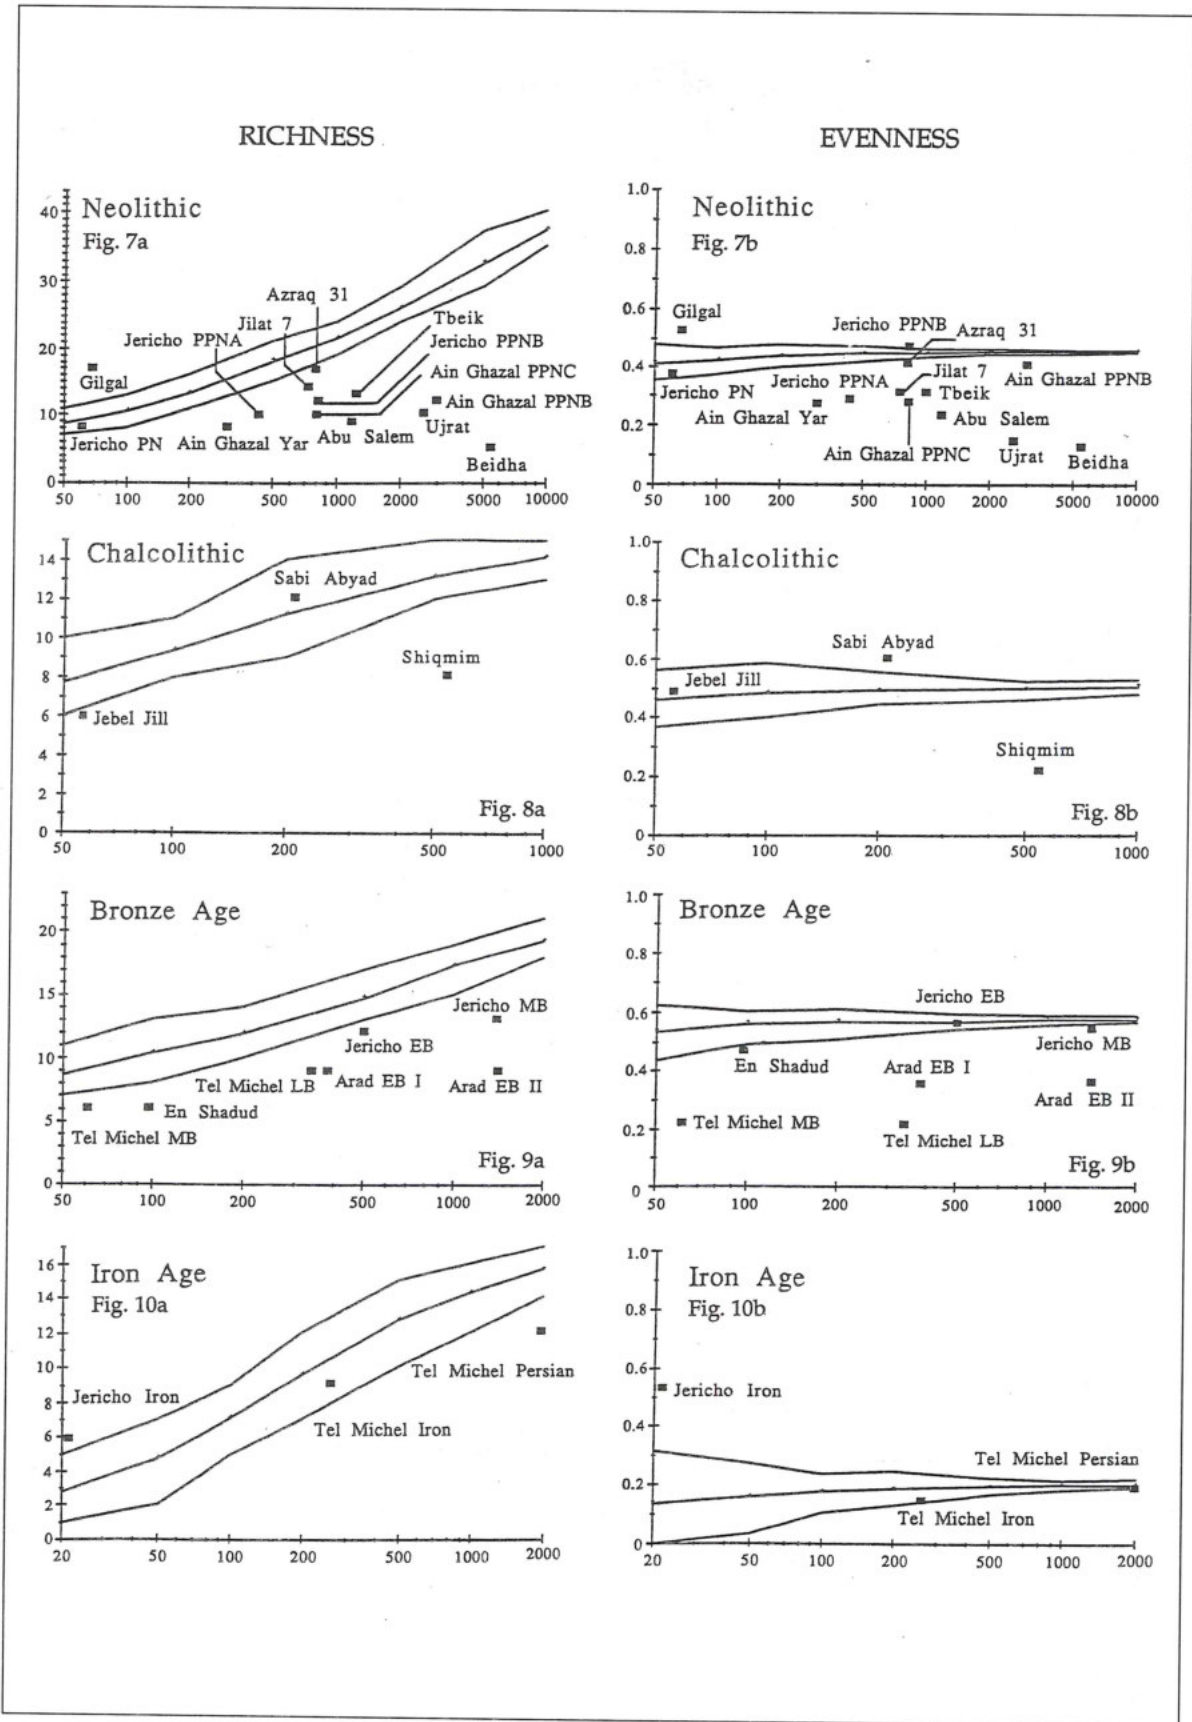 RICHNESS
EVENNESS
Neolithic
Fig. 7a
40
30
20
10
0
50 100 200 500 1000 2000 5000 10000
Azraq 31
Jilat 7
Jericho PPNA
Tbeik
Jericho PPNB
Ain Ghazal PPNC
Gilgal
Ain Ghazal PPNB
Jericho PN
Ain Ghazal Yar
Abu Salem
Ujrat
Beidha
Neolithic
Fig. 7b
1.0
0.8
0.6
0.4
0.2
0
50 100 200 500 1000 2000 5000 10000
Gilgal
Jericho PPNB
Azraq 31
Jericho PN
Jericho PPNA
Jilat 7
Ain Ghazal PPNB
Tbeik
Ain Ghazal Yar
Abu Salem
Ain Ghazal PPNC
Ujrat
Beidha
Chalcolithic
14
12
10
8
6
4
2
0
50 100 200 500 1000
Sabi Abyad
Shiqmim
Jebel Jill
Fig. 8a
Chalcolithic
1.0
0.8
0.6
0.4
0.2
0
50 100 200 500 1000
Sabi Abyad
Jebel Jill
Shiqmim
Fig. 8b
Bronze Age
20
15
10
5
0
50 100 200 500 1000 2000
Jericho MB
Jericho EB
Tel Michel LB
Arad EB I
Arad EB II
En Shadud
Tel Michel MB
Fig. 9a
Bronze Age
1.0
0.8
0.6
0.4
0.2
0
50 100 200 500 1000 2000
Jericho EB
Jericho MB
En Shadud
Arad EB I
Arad EB II
Tel Michel MB
Tel Michel LB
Fig. 9b
Iron Age
Fig. 10a
16
14
12
10
8
6
4
2
0
20 50 100 200 500 1000 2000
Jericho Iron
Tel Michel Persian
Tel Michel Iron
Iron Age
Fig. 10b
1.0
0.8
0.6
0.4
0.2
0
20 50 100 200 500 1000 2000
Jericho Iron
Tel Michel Persian
Tel Michel Iron